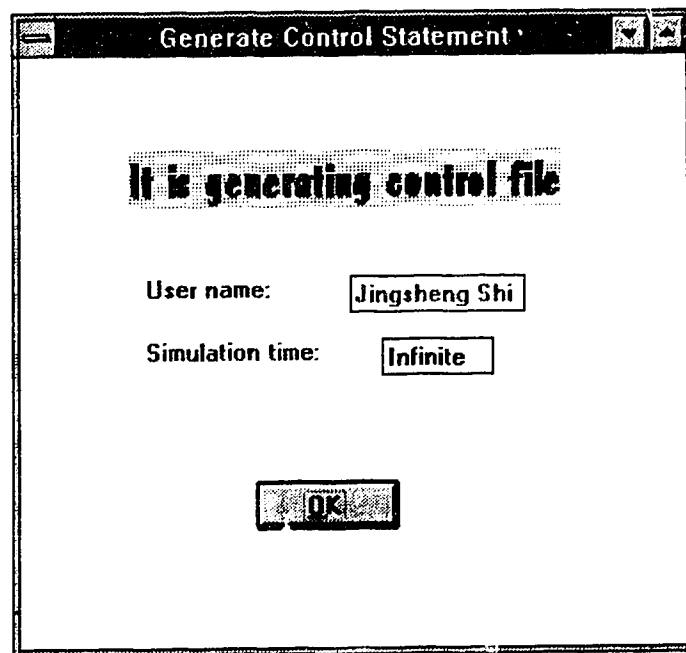 Generate Control Statement
It is generating control file
User name: Jingsheng Shi
Simulation time: Infinite
OK